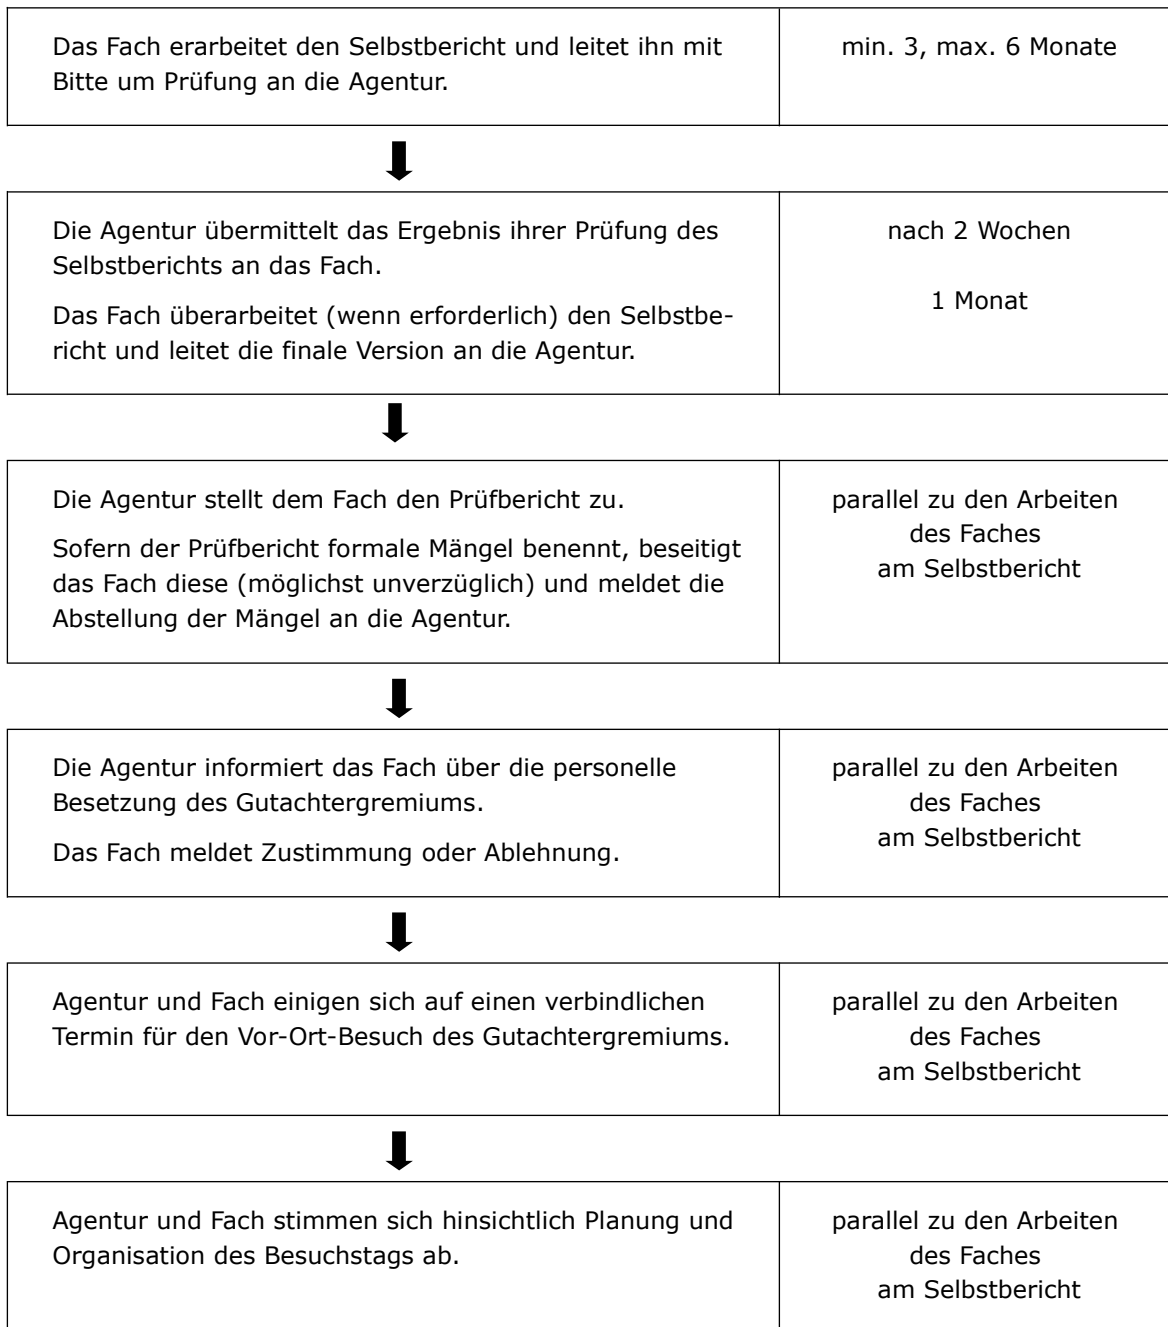 Das Fach erarbeitet den Selbstbericht und leitet ihn mit
Bitte um Prüfung an die Agentur.
min. 3, max. 6 Monate
Die Agentur übermittelt das Ergebnis ihrer Prüfung des
Selbstberichts an das Fach.
Das Fach überarbeitet (wenn erforderlich) den Selbstbe-
richt und leitet die finale Version an die Agentur.
nach 2 Wochen
1 Monat
Die Agentur stellt dem Fach den Prüfbericht zu.
Sofern der Prüfbericht formale Mängel benennt, beseitigt
das Fach diese (möglichst unverzüglich) und meldet die
Abstellung der Mängel an die Agentur.
parallel zu den Arbeiten
des Faches
am Selbstbericht
Die Agentur informiert das Fach über die personelle
Besetzung des Gutachtergremiums.
Das Fach meldet Zustimmung oder Ablehnung.
parallel zu den Arbeiten
des Faches
am Selbstbericht
Agentur und Fach einigen sich auf einen verbindlichen
Termin für den Vor-Ort-Besuch des Gutachtergremiums.
parallel zu den Arbeiten
des Faches
am Selbstbericht
Agentur und Fach stimmen sich hinsichtlich Planung und
Organisation des Besuchstags ab.
parallel zu den Arbeiten
des Faches
am Selbstbericht